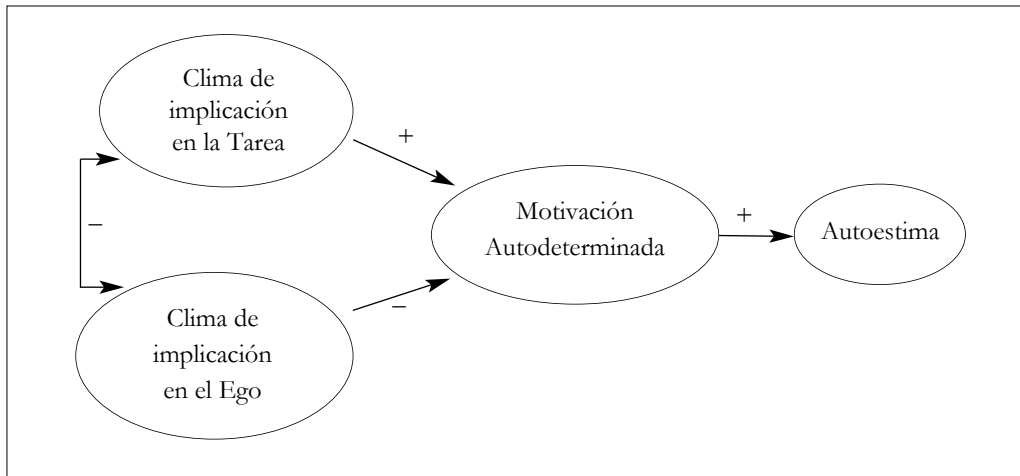 Clima de
implicación
en la Tarea
+
−
Motivación
Autodeterminada
+
Autoestima
−
Clima de
implicación
en el Ego